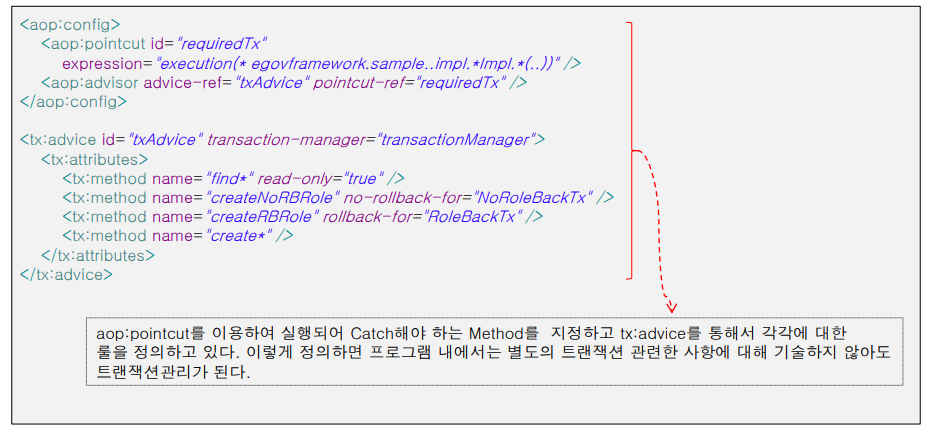 <aop:config>
<aop:pointcut id="requiredTx"
expression="execution(* egovframework.sample..impl.*Impl.*(..))" />
<aop:advisor advice-ref="txAdvice" pointcut-ref="requiredTx" />
</aop:config>
<tx:advice id="txAdvice" transaction-manager="transactionManager">
<tx:attributes>
<tx:method name="find*" read-only="true" />
<tx:method name="createNoRBRole" no-rollback-for="NoRoleBackTx" />
<tx:method name="createRBRole" rollback-for="RoleBackTx" />
<tx:method name="create*" />
</tx:attributes>
</tx:advice>
aop:pointcut를 이용하여 실행되어 Catch해야 하는 Method를 지정하고 tx:advice를 통해서 각각에 대한
룰을 정의하고 있다. 이렇게 정의하면 프로그램 내에서는 별도의 트랜잭션 관련한 사항에 대해 기술하지 않아도
트랜잭션관리가 된다.